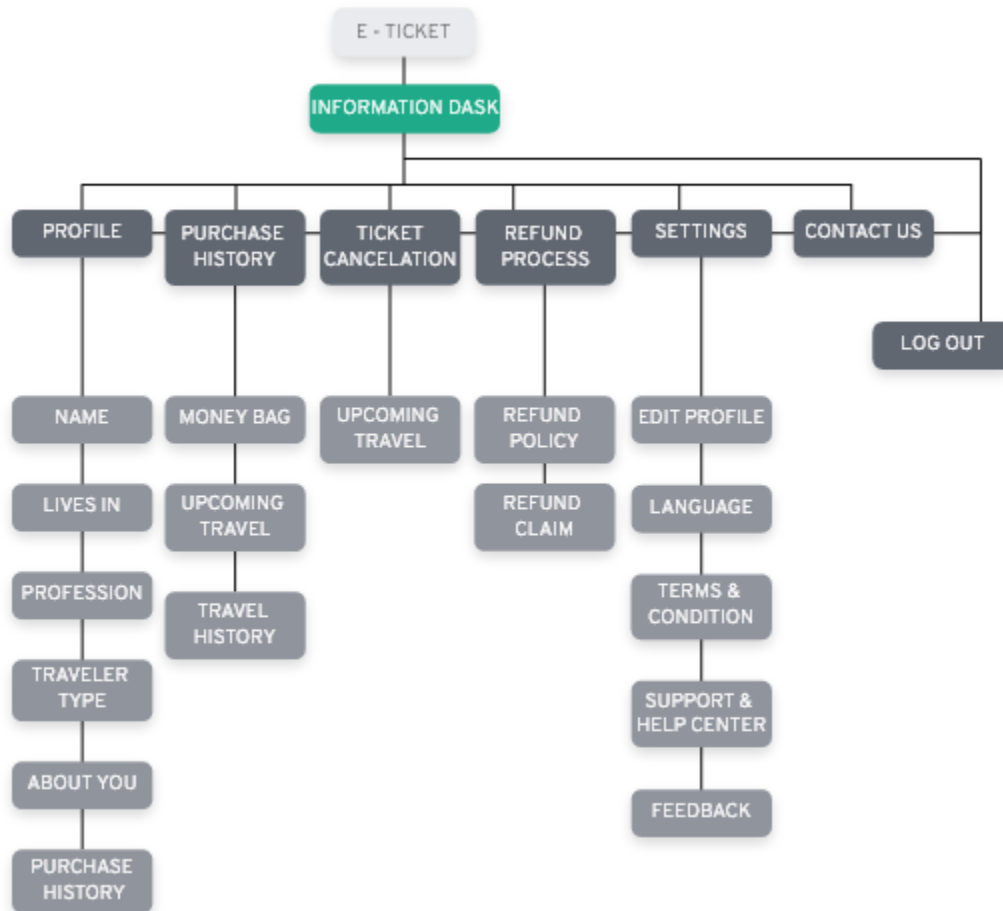 E - TICKET
INFORMATION DASK
PROFILE
PURCHASE
HISTORY
TICKET
CANCELATION
REFUND
PROCESS
SETTINGS
CONTACT US
LOG OUT
NAME
LIVES IN
PROFESSION
TRAVELER
TYPE
ABOUT YOU
PURCHASE
HISTORY
MONEY BAG
UPCOMING
TRAVEL
TRAVEL
HISTORY
UPCOMING
TRAVEL
REFUND
POLICY
REFUND
CLAIM
EDIT PROFILE
LANGUAGE
TERMS &
CONDITION
SUPPORT &
HELP CENTER
FEEDBACK